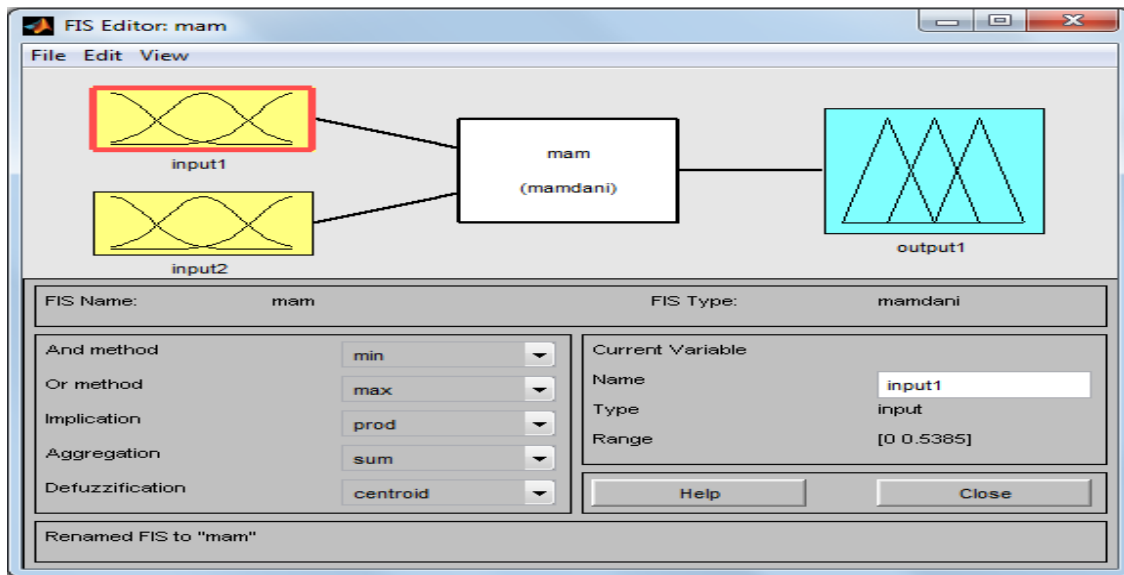 FIS Editor: mam
File Edit View
input1
mam
(mamdani)
input2
output1
FIS Name: mam FIS Type: mamdani
And method min
Or method max
Implication prod
Aggregation sum
Defuzzification centroid
Current Variable
Name input1
Type input
Range [0 0.5385]
Help Close
Renamed FIS to "mam"